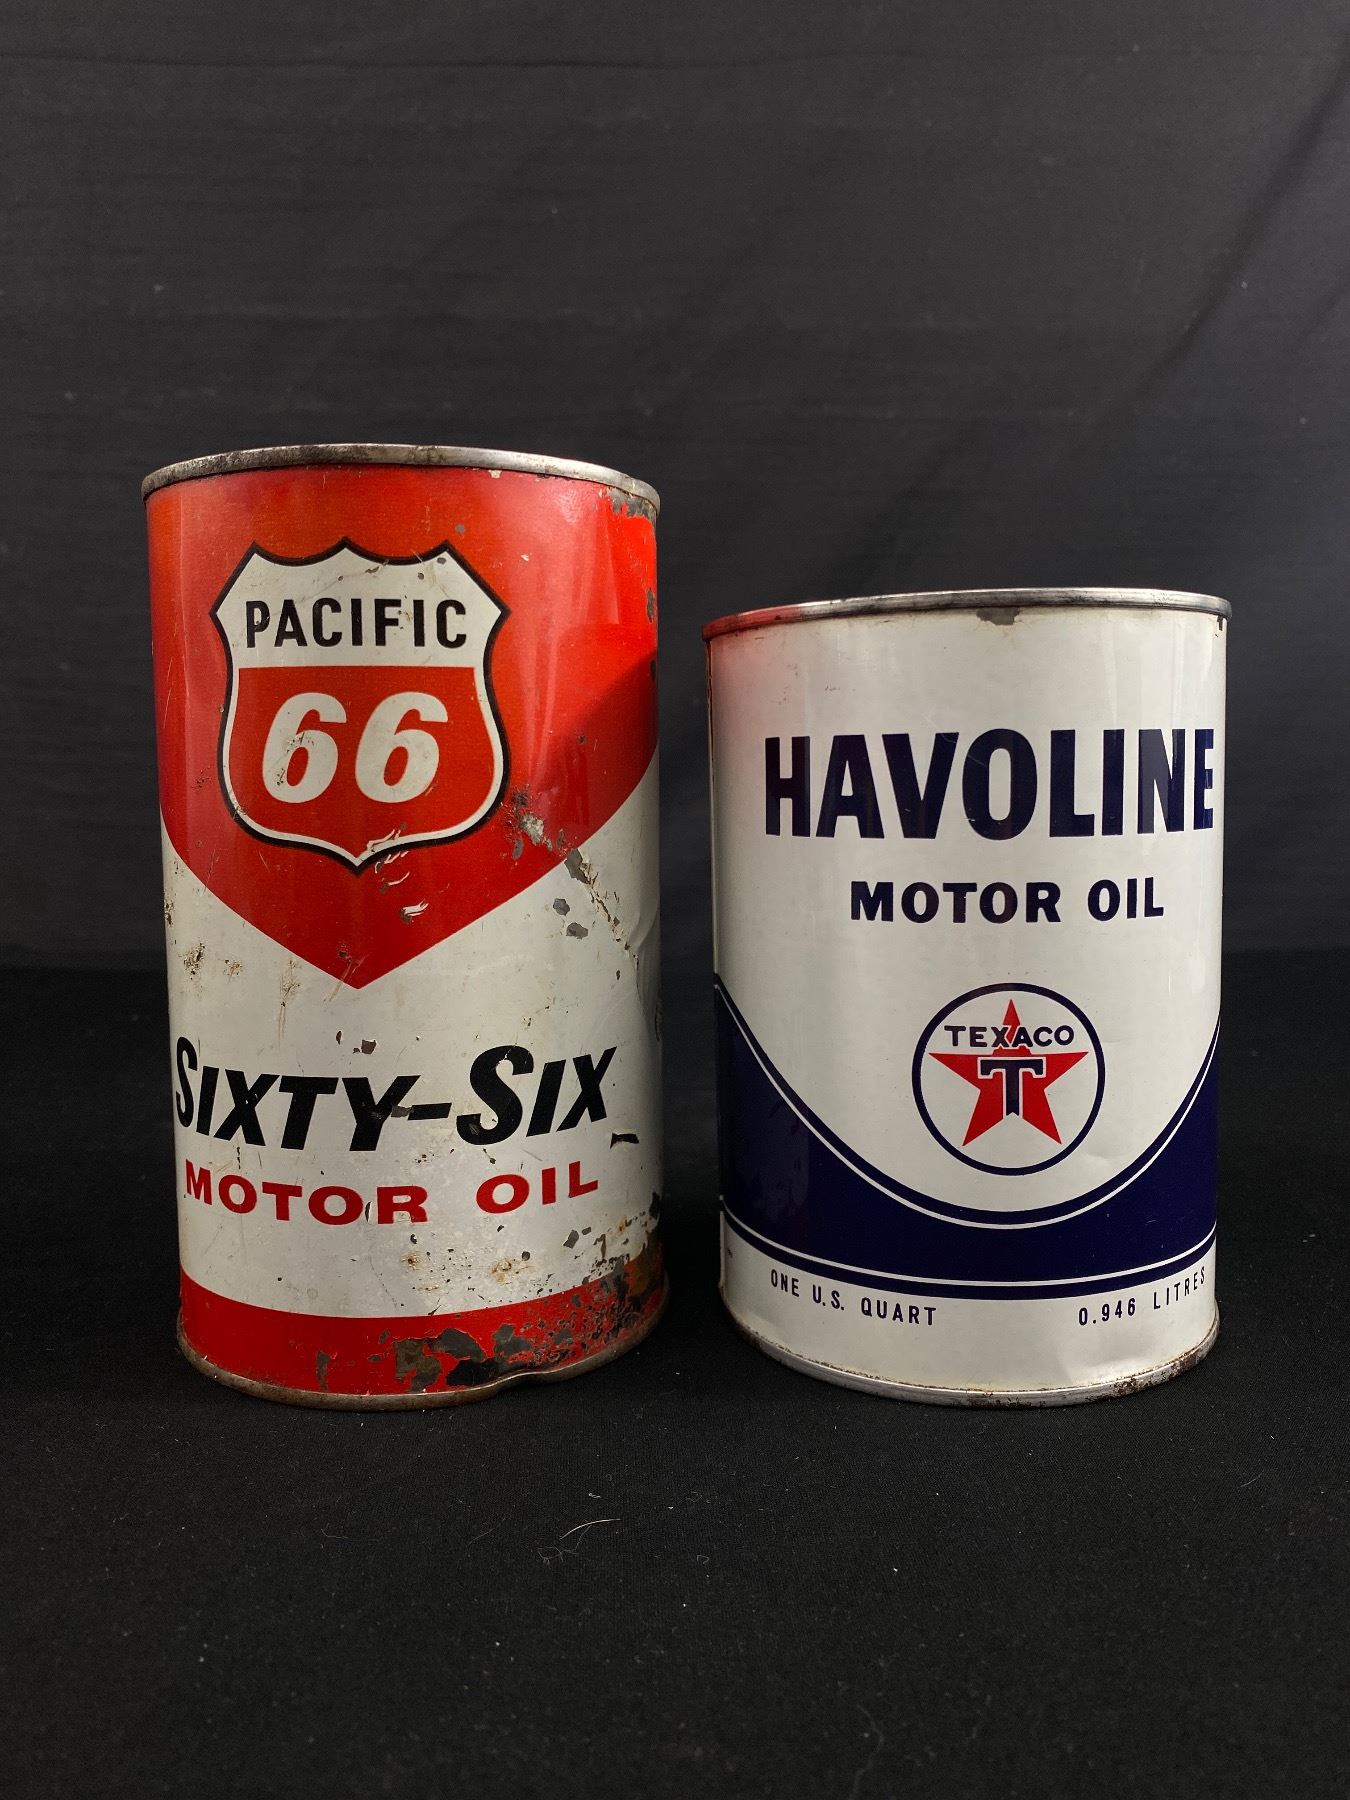 PACIFIC
66
SIXTY-SIX
MOTOR OIL
HAVOLINE
MOTOR OIL
TEXACO
T
ONE U.S. QUART
0.946 LITRES